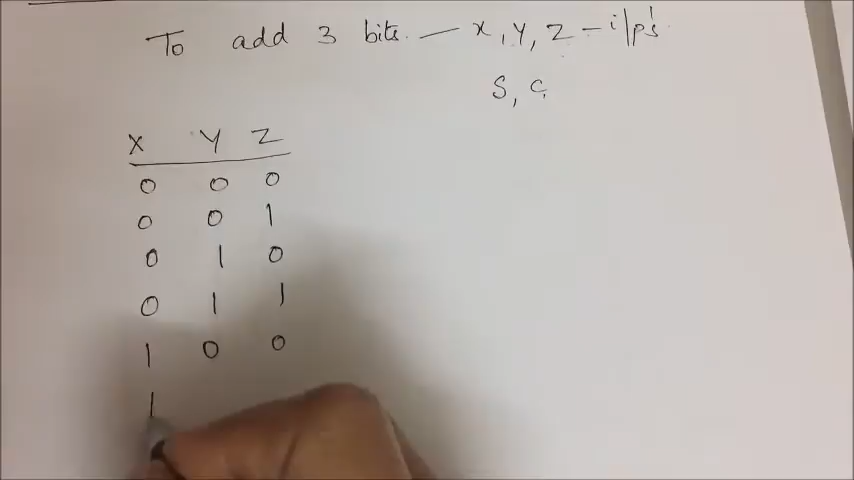 To add 3 bits. — X, Y, Z - i/p's
S, C
X Y Z
0 0 0
0 0 1
0 1 0
0 1 1
1 0 0
1